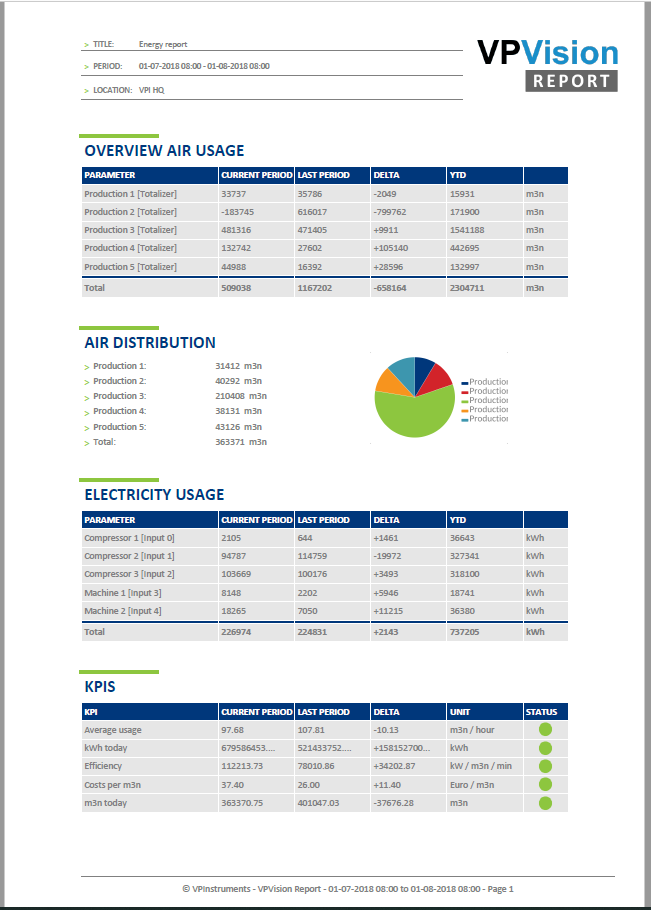 > TITLE: Energy report
> PERIOD: 01-07-2018 08:00 - 01-08-2018 08:00
> LOCATION: VPI HQ
VPVision
REPORT
OVERVIEW AIR USAGE
PARAMETER CURRENT PERIOD LAST PERIOD DELTA YTD
Production 1 [Totalizer] 33737 35786 -2049 15931 m3n
Production 2 [Totalizer] -183745 616017 -799762 171900 m3n
Production 3 [Totalizer] 481316 471405 +9911 1541188 m3n
Production 4 [Totalizer] 132742 27602 +105140 442695 m3n
Production 5 [Totalizer] 44988 16392 +28596 132997 m3n
Total 509038 1167202 -658164 2304711 m3n
AIR DISTRIBUTION
> Production 1: 31412 m3n
> Production 2: 40292 m3n
> Production 3: 210408 m3n
> Production 4: 38131 m3n
> Production 5: 43126 m3n
> Total: 363371 m3n
Production
Production
Production
Production
Production
ELECTRICITY USAGE
PARAMETER CURRENT PERIOD LAST PERIOD DELTA YTD
Compressor 1 [Input 0] 2105 644 +1461 36643 kWh
Compressor 2 [Input 1] 94787 114759 -19972 327341 kWh
Compressor 3 [Input 2] 103669 100176 +3493 318100 kWh
Machine 1 [Input 3] 8148 2202 +5946 18741 kWh
Machine 2 [Input 4] 18265 7050 +11215 36380 kWh
Total 226974 224831 +2143 737205 kWh
KPIS
KPI CURRENT PERIOD LAST PERIOD DELTA UNIT STATUS
Average usage 97.68 107.81 -10.13 m3n / hour
kWh today 679586453.... 521433752.... +158152700... kWh
Efficiency 112213.73 78010.86 +34202.87 kW / m3n / min
Costs per m3n 37.40 26.00 +11.40 Euro / m3n
m3n today 363370.75 401047.03 -37676.28 m3n
© VPInstruments - VPVision Report - 01-07-2018 08:00 to 01-08-2018 08:00 - Page 1